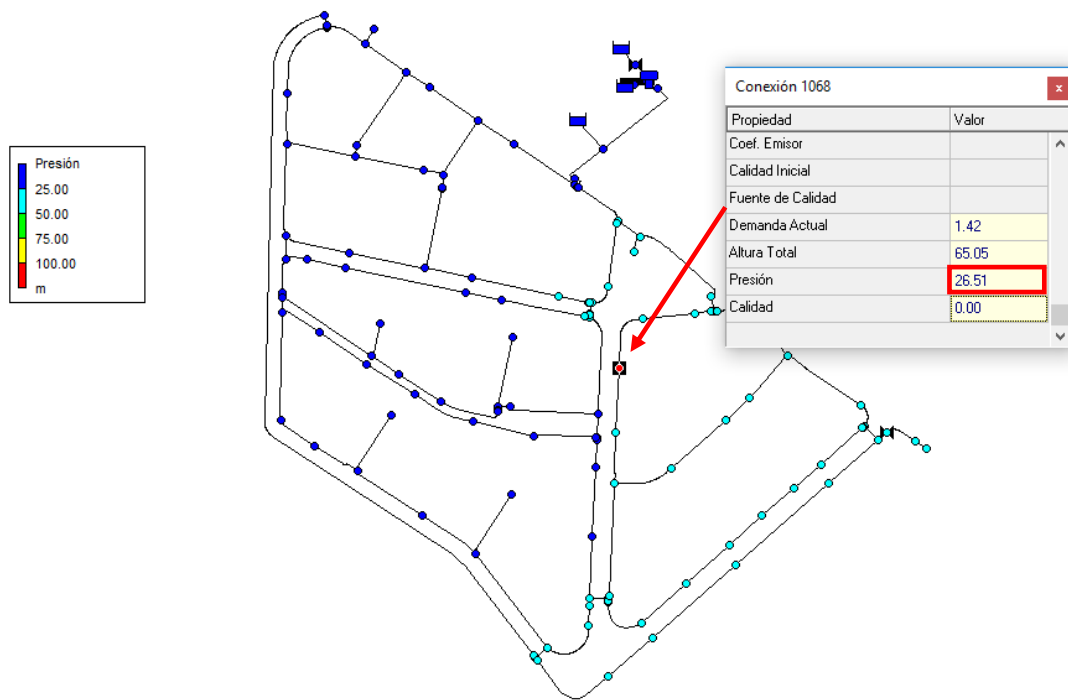 Presión
25.00
50.00
75.00
100.00
m
Conexión 1068
x
Propiedad Valor
Coef. Emisor
Calidad Inicial
Fuente de Calidad
Demanda Actual 1.42
Altura Total 65.05
Presión 26.51
Calidad 0.00